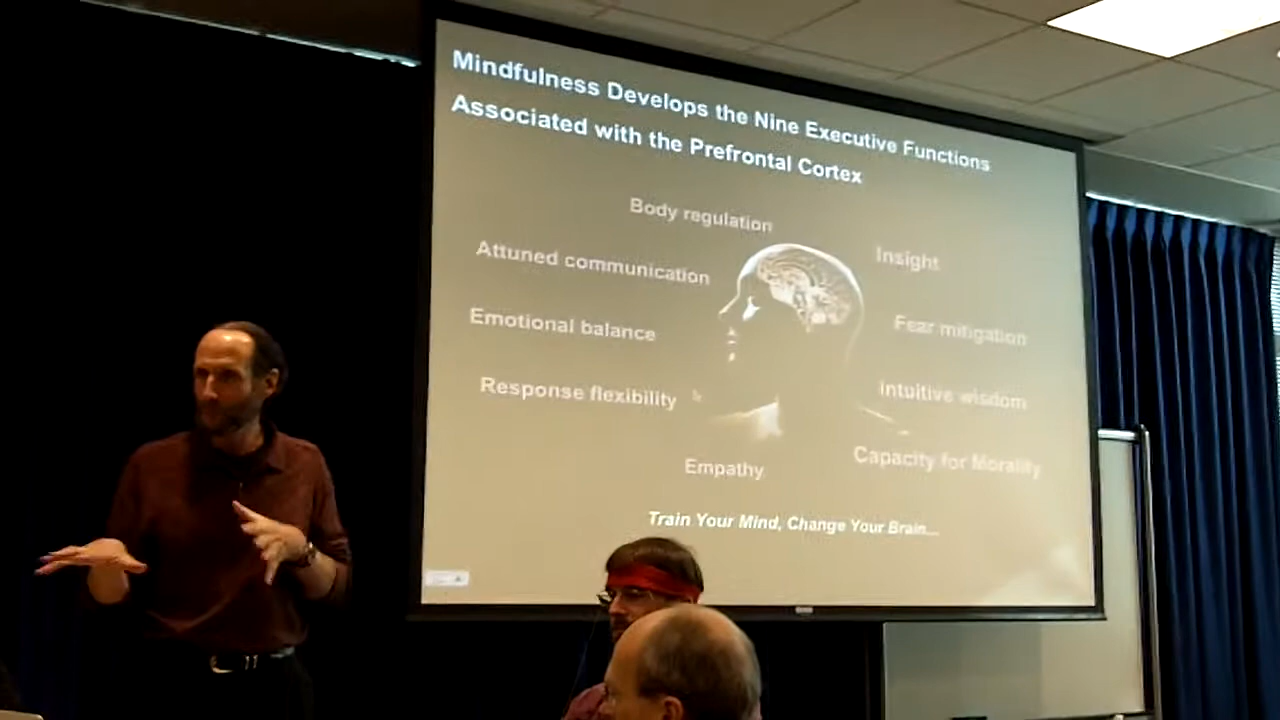 Mindfulness Develops the Nine Executive Functions
Associated with the Prefrontal Cortex
Body regulation
Insight
Attuned communication
Fear mitigation
Emotional balance
Intuitive wisdom
Response flexibility
Capacity for Morality
Empathy
Train Your Mind, Change Your Brain...